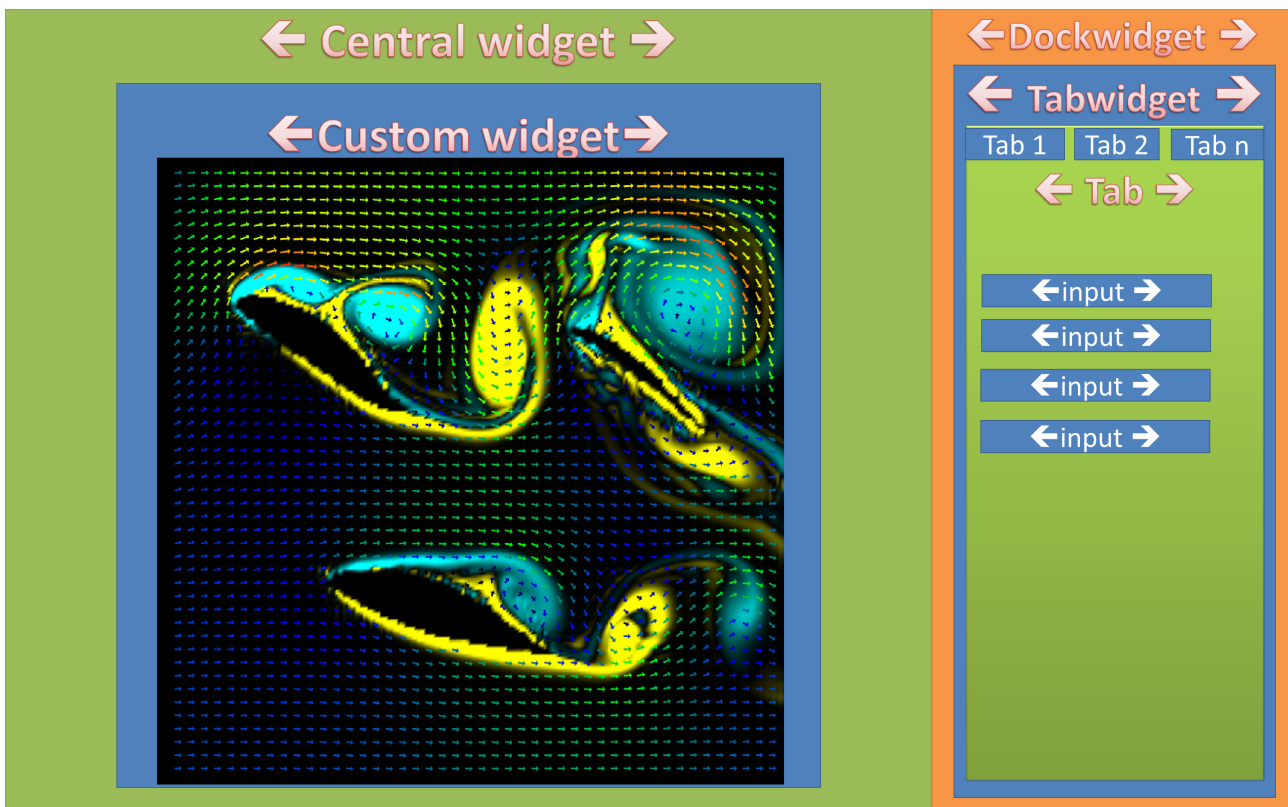 ← Central widget →
←Custom widget→
←Dockwidget →
← Tabwidget →
Tab 1 Tab 2 Tab n
← Tab →
←input →
←input →
←input →
←input →